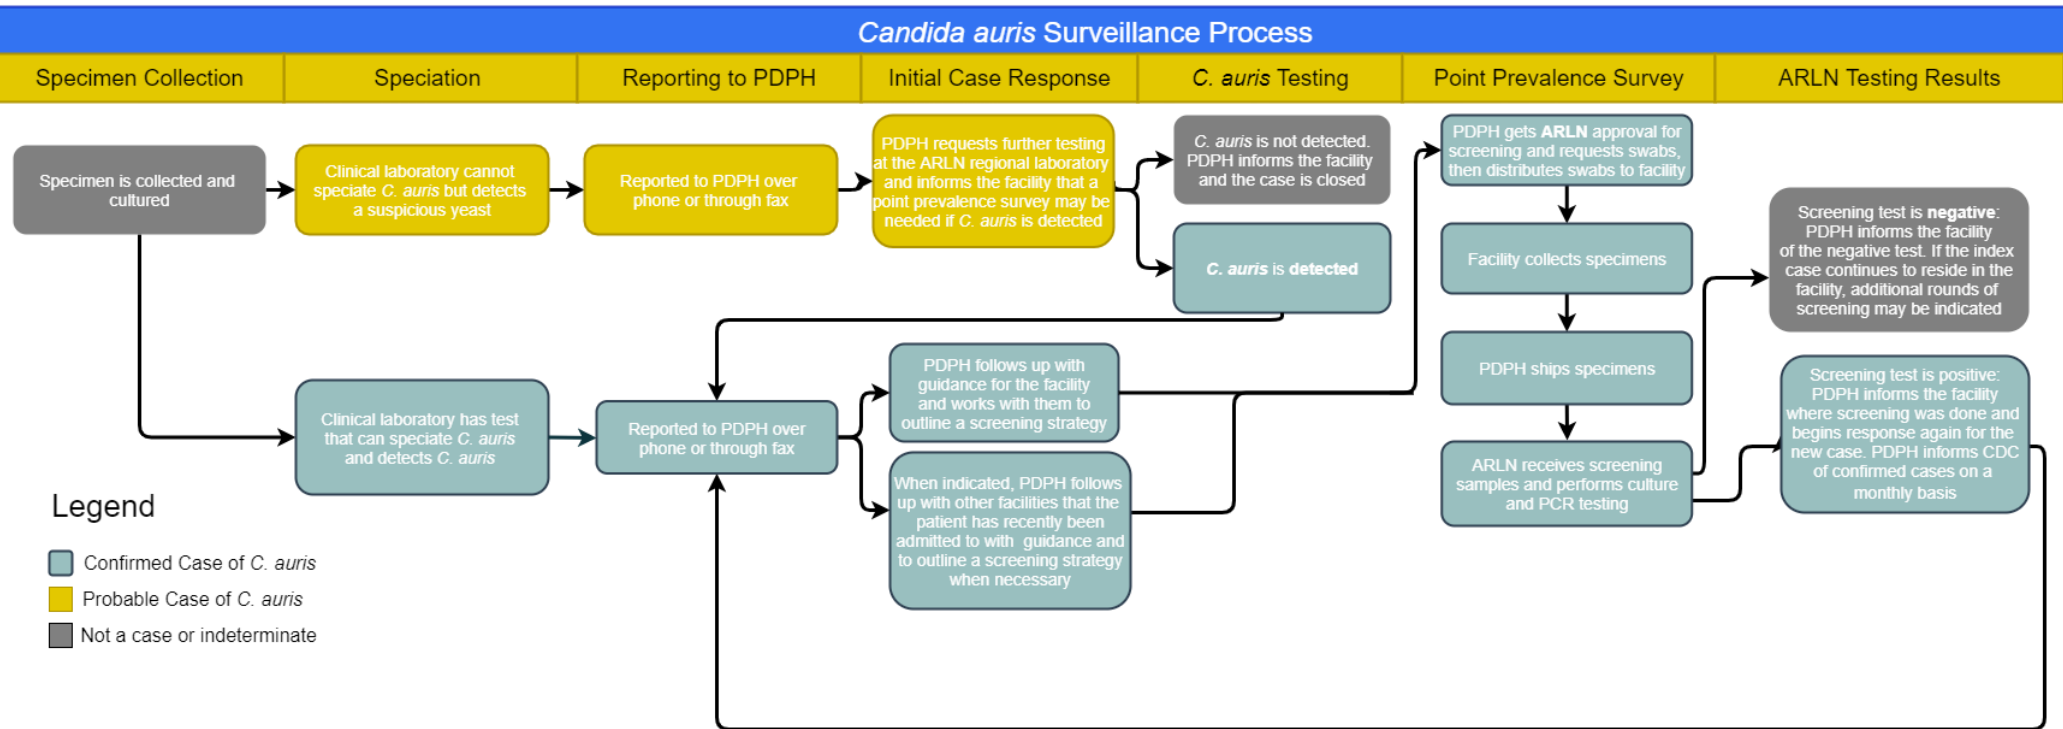 Candida auris Surveillance Process
Specimen Collection
Speciation
Reporting to PDPH
Initial Case Response
C. auris Testing
Point Prevalence Survey
ARLN Testing Results
Specimen is collected and
cultured
Clinical laboratory cannot
speciate C. auris but detects
a suspicious yeast
Reported to PDPH over
phone or through fax
PDPH requests further testing
at the ARLN regional laboratory
and informs the facility that a
point prevalence survey may be
needed if C. auris is detected
C. auris is not detected.
PDPH informs the facility
and the case is closed
C. auris is detected
PDPH gets ARLN approval for
screening and requests swabs,
then distributes swabs to facility
Facility collects specimens
PDPH ships specimens
ARLN receives screening
samples and performs culture
and PCR testing
Screening test is negative:
PDPH informs the facility
of the negative test. If the index
case continues to reside in the
facility, additional rounds of
screening may be indicated
Screening test is positive:
PDPH informs the facility
where screening was done and
begins response again for the
new case. PDPH informs CDC
of confirmed cases on a
monthly basis
Clinical laboratory has test
that can speciate C. auris
and detects C. auris
Reported to PDPH over
phone or through fax
PDPH follows up with
guidance for the facility
and works with them to
outline a screening strategy
When indicated, PDPH follows
up with other facilities that the
patient has recently been
admitted to with guidance and
to outline a screening strategy
when necessary
Legend
Confirmed Case of C. auris
Probable Case of C. auris
Not a case or indeterminate